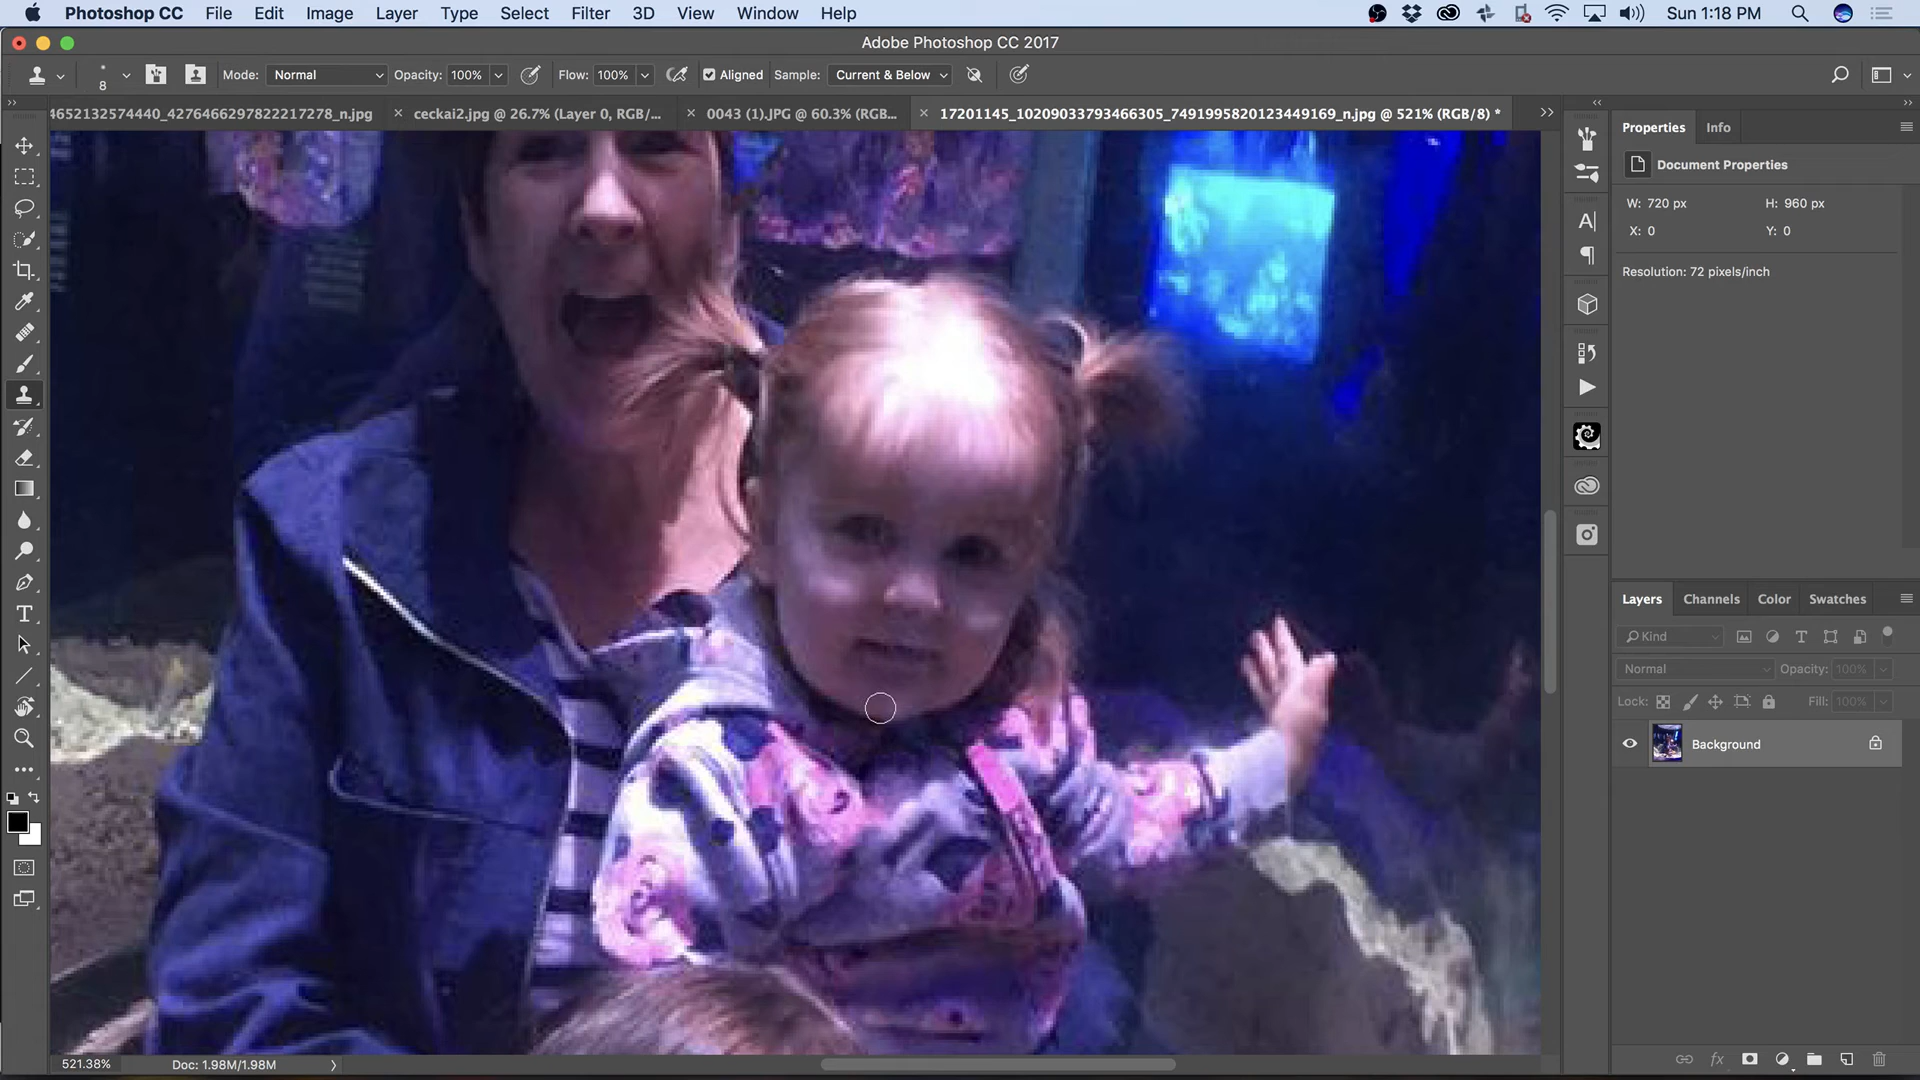 Photoshop CC File Edit Image Layer Type Select Filter 3D View Window Help Sun 1:18 PM
Adobe Photoshop CC 2017
8 Mode: Normal Opacity: 100% Flow: 100% Aligned Sample: Current & Below
4652132574440_4276466297822217278_n.jpg ceckai2.jpg @ 26.7% (Layer 0, RGB/... 0043 (1).JPG @ 60.3% (RGB... 17201145_10209033793466305_7491995820123449169_n.jpg @ 521% (RGB/8) *
Properties Info
Document Properties
W: 720 px H: 960 px
X: 0 Y: 0
Resolution: 72 pixels/inch
Layers Channels Color Swatches
Kind
Normal Opacity: 100%
Lock: Fill: 100%
Background
521.38% Doc: 1.98M/1.98M